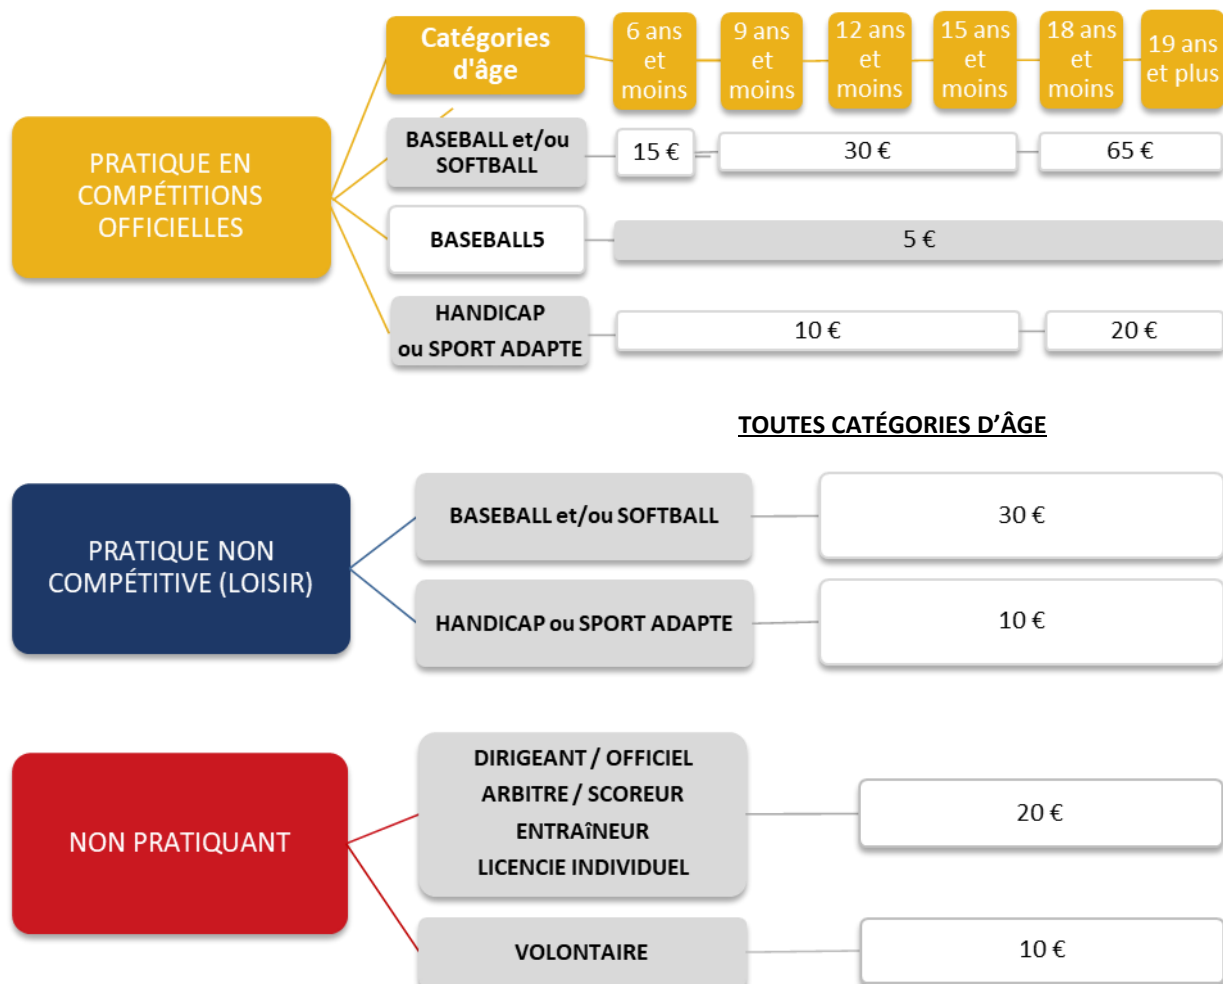 Catégories
d'âge
6 ans
et
moins
9 ans
et
moins
12 ans
et
moins
15 ans
et
moins
18 ans
et
moins
19 ans
et plus
PRATIQUE EN
COMPÉTITIONS
OFFICIELLES
BASEBALL et/ou
SOFTBALL
15 €
30 €
65 €
BASEBALL5
5 €
HANDICAP
ou SPORT ADAPTE
10 €
20 €
TOUTES CATÉGORIES D’ÂGE
PRATIQUE NON
COMPÉTITIVE (LOISIR)
BASEBALL et/ou SOFTBALL
30 €
HANDICAP ou SPORT ADAPTE
10 €
NON PRATIQUANT
DIRIGEANT / OFFICIEL
ARBITRE / SCOREUR
ENTRAîNEUR
LICENCIE INDIVIDUEL
20 €
VOLONTAIRE
10 €